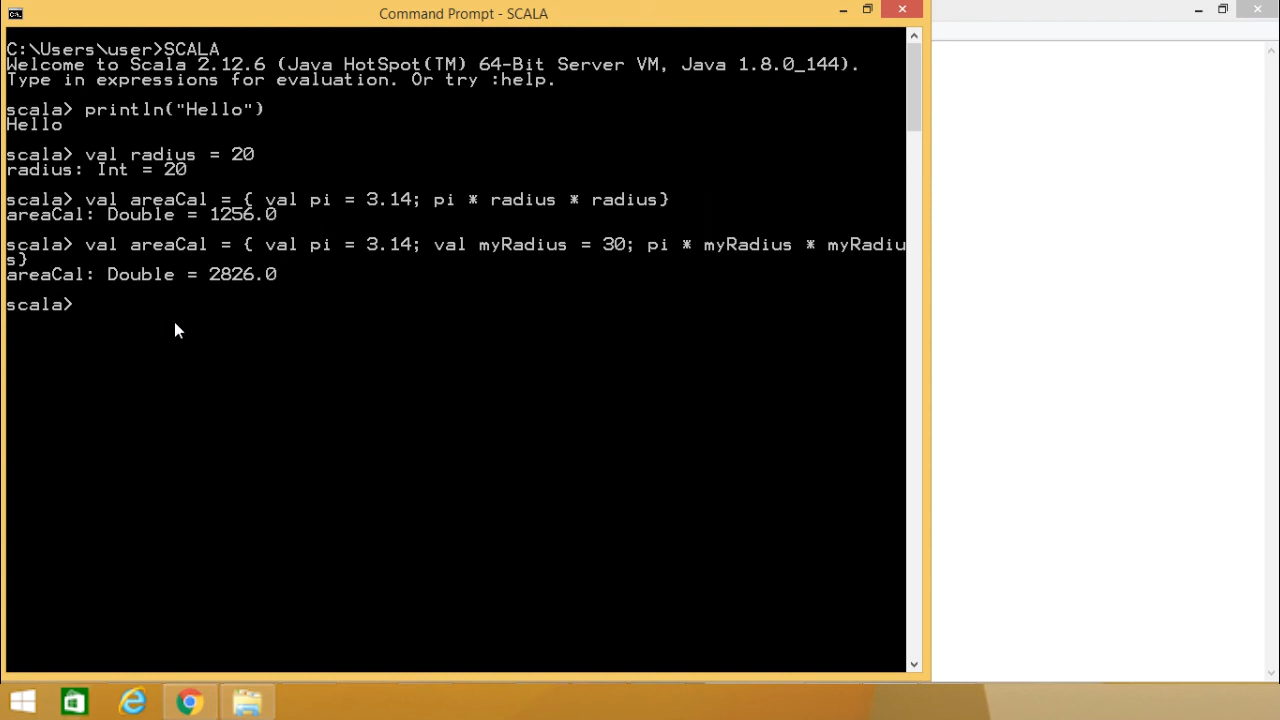 Command Prompt - SCALA
C:\Users\user>SCALA
Welcome to Scala 2.12.6 (Java HotSpot(TM) 64-Bit Server VM, Java 1.8.0_144).
Type in expressions for evaluation. Or try :help.
scala> println("Hello")
Hello
scala> val radius = 20
radius: Int = 20
scala> val areaCal = { val pi = 3.14; pi * radius * radius}
areaCal: Double = 1256.0
scala> val areaCal = { val pi = 3.14; val myRadius = 30; pi * myRadius * myRadiu
s}
areaCal: Double = 2826.0
scala>